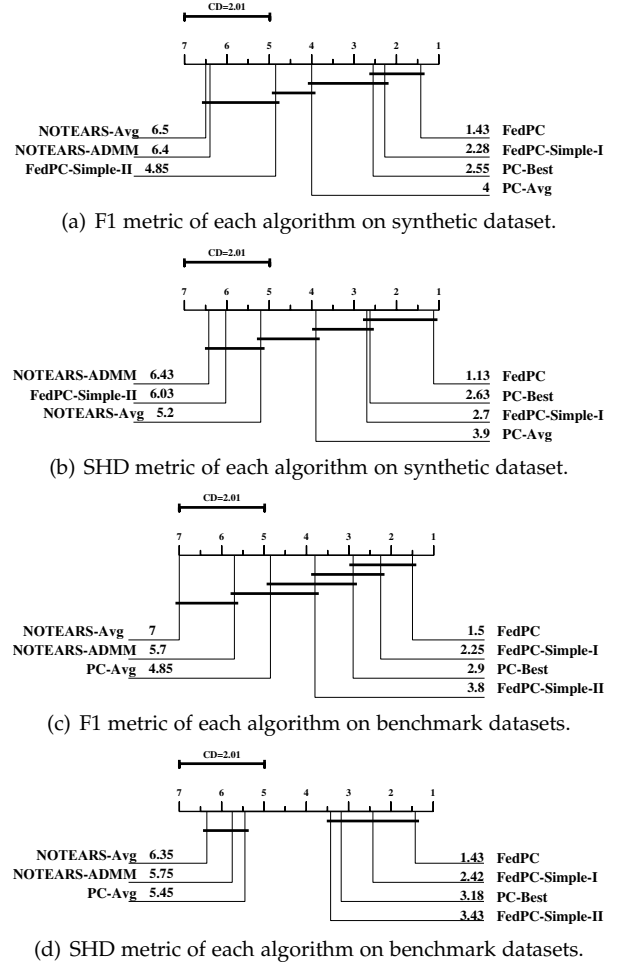 CD=2.01
7 6 5 4 3 2 1
NOTEARS-Avg 6.5 1.43 FedPC
NOTEARS-ADMM 6.4 2.28 FedPC-Simple-I
FedPC-Simple-II 4.85 2.55 PC-Best
4 PC-Avg
(a) F1 metric of each algorithm on synthetic dataset.
CD=2.01
7 6 5 4 3 2 1
NOTEARS-ADMM 6.43 1.13 FedPC
FedPC-Simple-II 6.03 2.63 PC-Best
NOTEARS-Avg 5.2 2.7 FedPC-Simple-I
3.9 PC-Avg
(b) SHD metric of each algorithm on synthetic dataset.
CD=2.01
7 6 5 4 3 2 1
NOTEARS-Avg 7 1.5 FedPC
NOTEARS-ADMM 5.7 2.25 FedPC-Simple-I
PC-Avg 4.85 2.9 PC-Best
3.8 FedPC-Simple-II
(c) F1 metric of each algorithm on benchmark datasets.
CD=2.01
7 6 5 4 3 2 1
NOTEARS-Avg 6.35 1.43 FedPC
NOTEARS-ADMM 5.75 2.42 FedPC-Simple-I
PC-Avg 5.45 3.18 PC-Best
3.43 FedPC-Simple-II
(d) SHD metric of each algorithm on benchmark datasets.